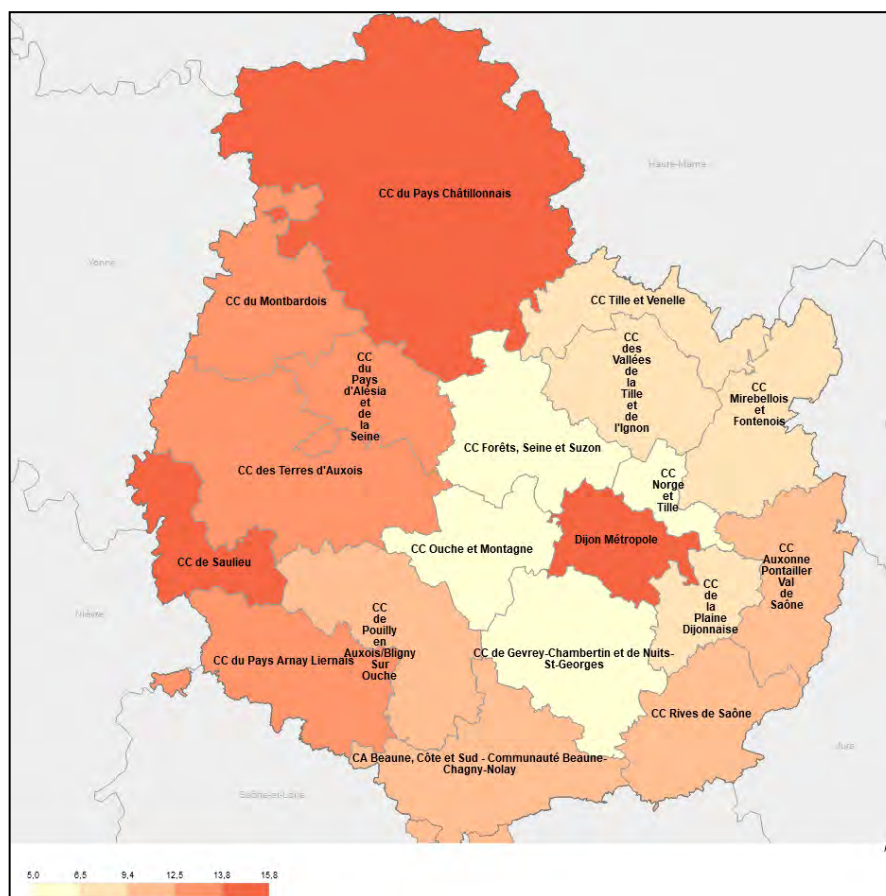 Haute-Marne
CC du Pays Châtillonnais
Yonne
CC du Montbardois
CC Tille et Venelle
CC
du
Pays
d'Alésia
et
de
la
Seine
CC
des
Vallées
de
la
Tille
et
de
l'Ignon
CC
Mirebellois
et
Fontenois
CC Forêts, Seine et Suzon
CC des Terres d'Auxois
CC
Norge
et
Tille
CC de Saulieu
CC Ouche et Montagne
Dijon Métropole
CC
Auxonne
Pontailler
Val
de
Saône
CC
de
la
Plaine
Dijonnaise
Nièvre
CC
de
Pouilly
en
Auxois/Bligny
Sur
Ouche
CC du Pays Arnay Liernais
CC de Gevrey-Chambertin et de Nuits-
St-Georges
CC Rives de Saône
Jura
CA Beaune, Côte et Sud - Communauté Beaune-
Chagny-Nolay
Saône-et-Loire
5,0 6,5 9,4 12,5 13,8 15,8